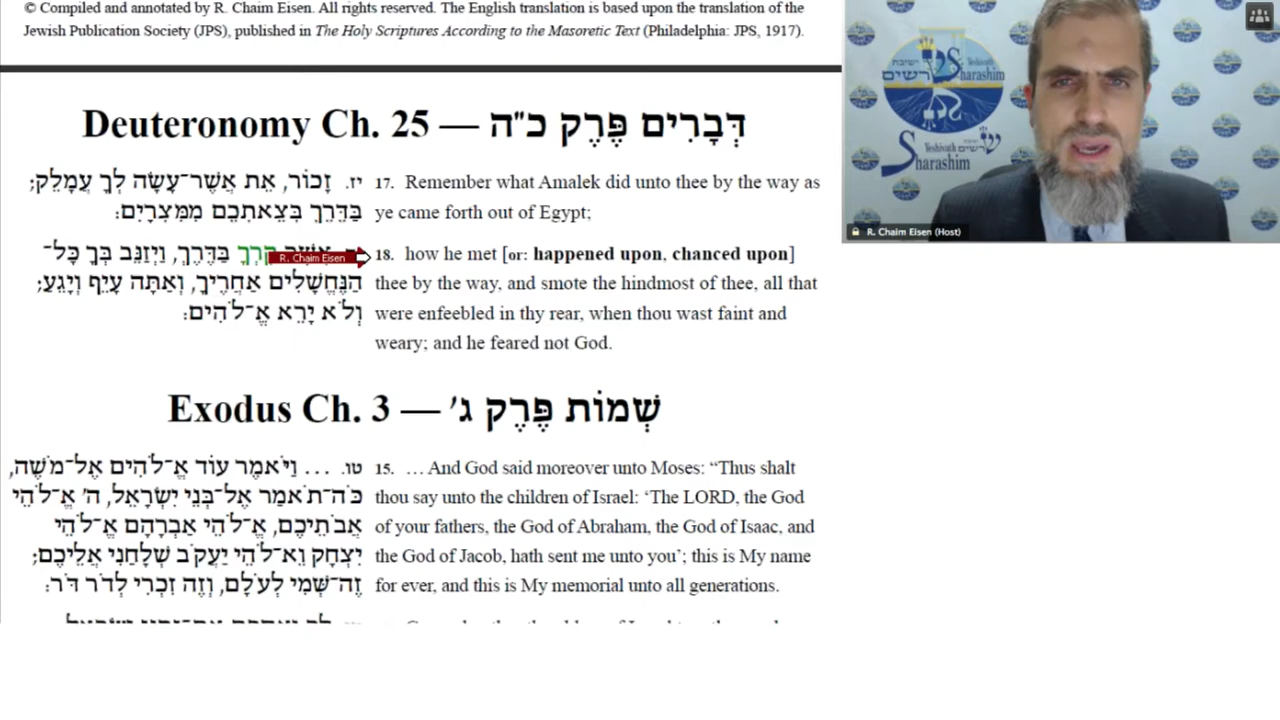 © Compiled and annotated by R. Chaim Eisen. All rights reserved. The English translation is based upon the translation of the
Jewish Publication Society (JPS), published in The Holy Scriptures According to the Masoretic Text (Philadelphia: JPS, 1917).
Deuteronomy Ch. 25 — דְּבָרִים פֶּרֶק כ״ה
יז. זָכוֹר, אֵת אֲשֶׁר־עָשָׂה לְךָ עֲמָלֵק;
בַּדֶּרֶךְ בְּצֵאתְכֶם מִמִּצְרָיִם:
17. Remember what Amalek did unto thee by the way as
ye came forth out of Egypt;
קָרְךָ בַּדֶּרֶךְ, וַיְזַנֵּב בְּךָ כָּל־
הַנֶּחֱשָׁלִים אַחֲרֶיךָ, וְאַתָּה עָיֵף וְיָגֵעַ;
וְלֹא יָרֵא אֱ־לֹהִים:
R. Chaim Eisen
18. how he met [or: happened upon, chanced upon]
thee by the way, and smote the hindmost of thee, all that
were enfeebled in thy rear, when thou wast faint and
weary; and he feared not God.
Exodus Ch. 3 — שְׁמוֹת פֶּרֶק ג׳
טו. … וַיֹּאמֶר עוֹד אֱ־לֹהִים אֶל־מֹשֶׁה,
כֹּה־תֹאמַר אֶל־בְּנֵי יִשְׂרָאֵל, ה׳ אֱ־לֹהֵי
אֲבֹתֵיכֶם, אֱ־לֹהֵי אַבְרָהָם אֱ־לֹהֵי
יִצְחָק וֵא־לֹהֵי יַעֲקֹב שְׁלָחַנִי אֲלֵיכֶם;
זֶה־שְּׁמִי לְעֹלָם, וְזֶה זִכְרִי לְדֹר דֹּר:
15. … And God said moreover unto Moses: “Thus shalt
thou say unto the children of Israel: ‘The LORD, the God
of your fathers, the God of Abraham, the God of Isaac, and
the God of Jacob, hath sent me unto you’; this is My name
for ever, and this is My memorial unto all generations.
ישיבת
שרשים
Sharashim
Yeshivath
שרשים
Sharashim
R. Chaim Eisen (Host)